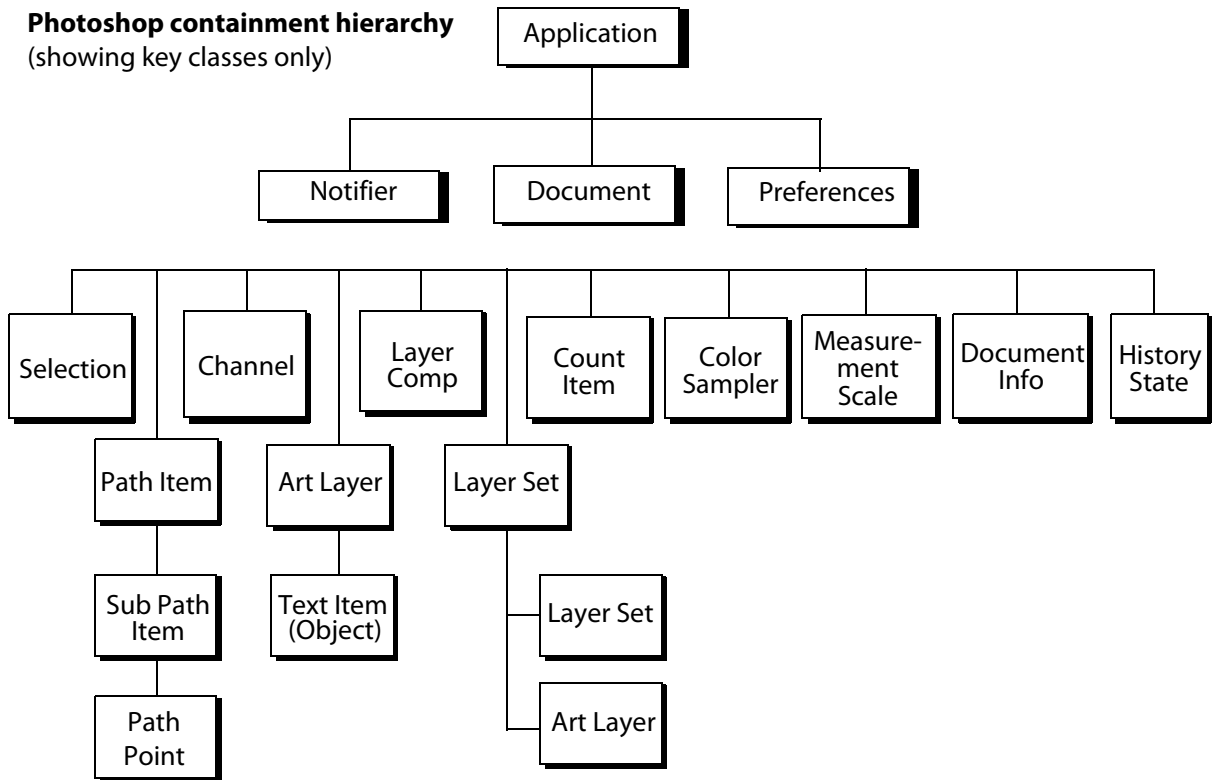 Photoshop containment hierarchy
(showing key classes only)
Application
Notifier
Document
Preferences
Selection
Channel
Layer
Comp
Count
Item
Color
Sampler
Measure-
ment
Scale
Document
Info
History
State
Path Item
Art Layer
Layer Set
Sub Path
Item
Text Item
(Object)
Layer Set
Path
Point
Art Layer